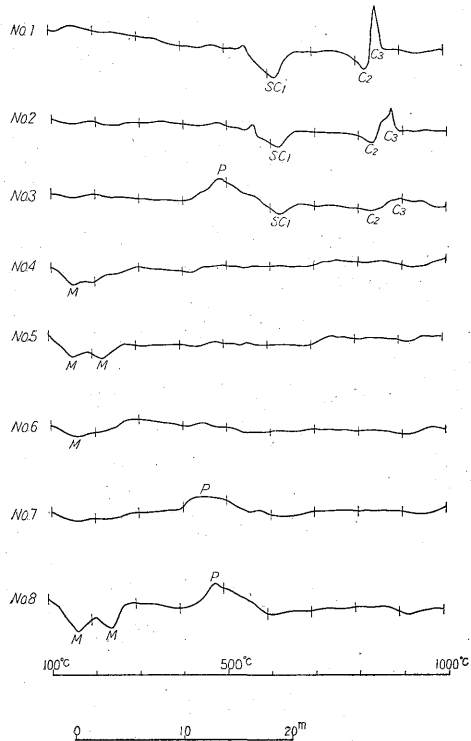 No.1
C3
SC1
C2
No.2
C3
SC1
C2
P
No.3
SC1
C2
C3
No.4
M
No.5
M M
No.6
M
P
No.7
P
No.8
M M
100°C 500°C 1000°C
0 10 20m